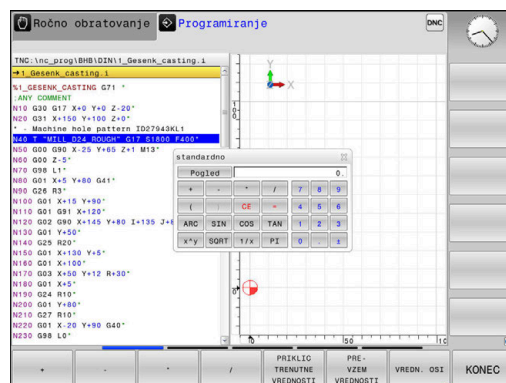 Ročno obratovanje
Programiranje
DNC
TNC:\nc_prog\BHB\DIN\1_Gesenk_casting.i
→1_Gesenk_casting.i
%1_GESENK_CASTING G71 *
;ANY COMMENT
N10 G30 G17 X+0 Y+0 Z-20*
N20 G31 X+150 Y+100 Z+0*
* - Machine hole pattern ID27943KL1
N40 T "MILL_D24_ROUGH" G17 S1800 F400*
N50 G00 G90 X-25 Y+65 Z+1 M13*
N60 G00 Z-5*
N70 G98 L1*
N80 G01 X+5 Y+80 G41*
N90 G26 R3*
N100 G01 X+15 Y+90*
N110 G01 G91 X+120*
N120 G02 G90 X+145 Y+80 I+135 J+8
N130 G01 Y+50*
N140 G25 R20*
N150 G01 X+130 Y+5*
N160 G01 X+100*
N170 G03 X+50 Y+12 R+30*
N180 G01 X+5*
N190 G24 R10*
N200 G01 Y+80*
N210 G27 R10*
N220 G01 X-20 Y+90 G40*
N230 G98 L0*
Y
X
100
0
0
50
10
standardno
Pogled 0.
+ - * / 7 8 9
( ) CE = 4 5 6
ARC SIN COS TAN 1 2 3
x^y SQRT 1/x PI 0 . ±
+
-
*
/
PRIKLIC
TRENUTNE
VREDNOSTI
PRE-
VZEM
VREDNOSTI
VREDN. OSI
KONEC